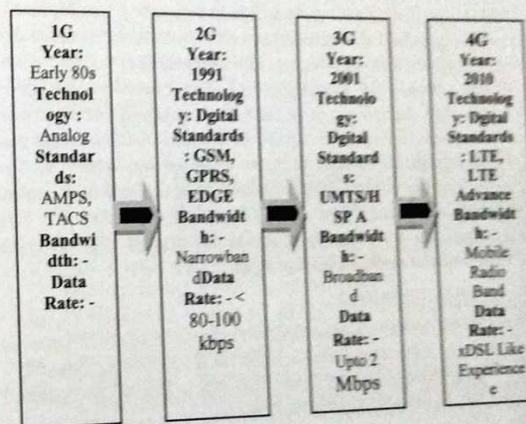 1G
Year:
Early 80s
Technol
ogy :
Analog
Standar
ds:
AMPS,
TACS
Bandwi
dth: -
Data
Rate: -
2G
Year:
1991
Technolog
y: Dgital
Standards
: GSM,
GPRS,
EDGE
Bandwidt
h: -
Narrowban
dData
Rate: - <
80-100
kbps
3G
Year:
2001
Technolo
gy:
Dgital
Standard
s:
UMTS/H
SP A
Bandwidt
h: -
Broadban
d
Data
Rate: -
Upto 2
Mbps
4G
Year:
2010
Technolog
y: Dgital
Standards
: LTE,
LTE
Advance
Bandwidt
h: -
Mobile
Radio
Band
Data
Rate: -
xDSL Like
Experienc
e